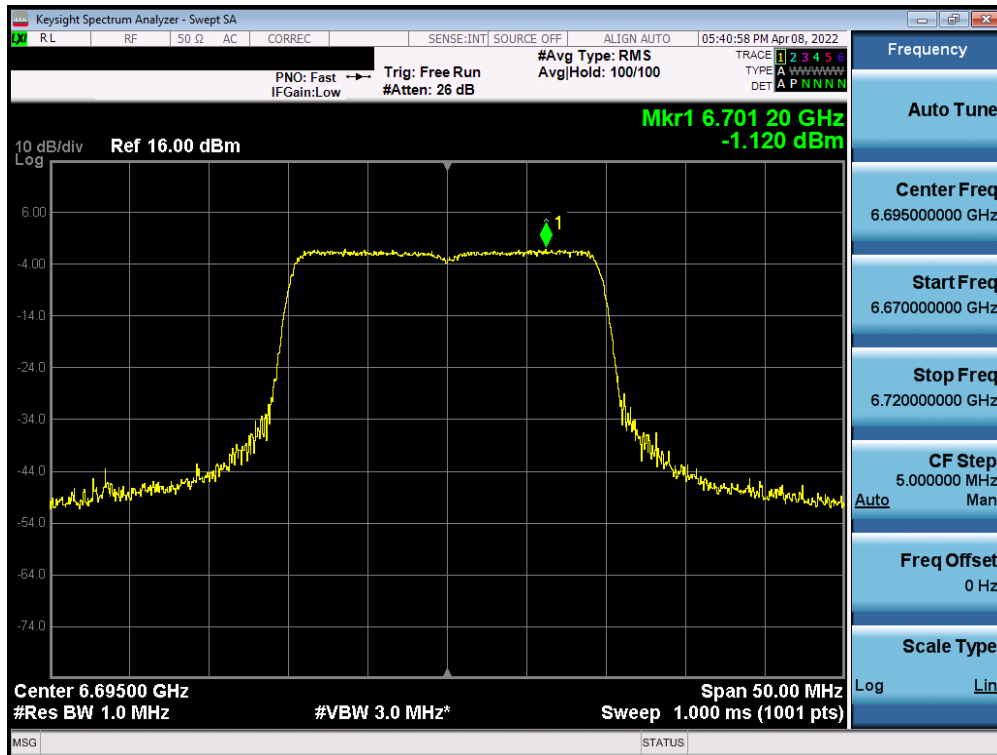 Keysight Spectrum Analyzer - Swept SA
LXI RL RF 50 Ω AC CORREC SENSE:INT SOURCE OFF ALIGN AUTO 05:40:58 PM Apr 08, 2022
PNO: Fast
IFGain:Low
Trig: Free Run
#Atten: 26 dB
#Avg Type: RMS
Avg|Hold: 100/100
TRACE 1 2 3 4 5 6
TYPE A WWWWW
DET A P N N N N
Mkr1 6.701 20 GHz
-1.120 dBm
10 dB/div Ref 16.00 dBm
Log
6.00
1
-4.00
-14.0
-24.0
-34.0
-44.0
-54.0
-64.0
-74.0
Center 6.69500 GHz Span 50.00 MHz
#Res BW 1.0 MHz #VBW 3.0 MHz* Sweep 1.000 ms (1001 pts)
MSG STATUS
Frequency
Auto Tune
Center Freq
6.695000000 GHz
Start Freq
6.670000000 GHz
Stop Freq
6.720000000 GHz
CF Step
5.000000 MHz
Auto Man
Freq Offset
0 Hz
Scale Type
Log Lin